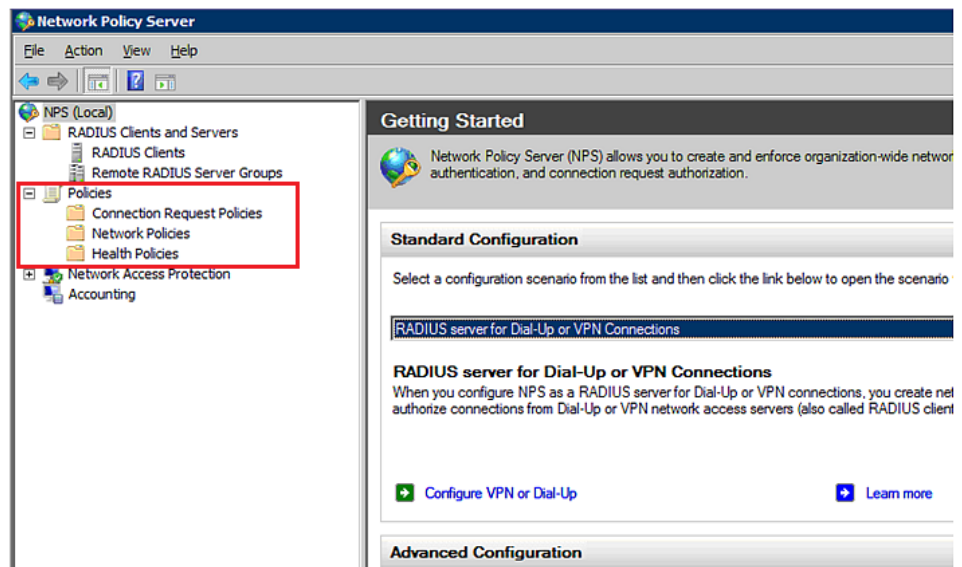 Network Policy Server
File Action View Help
NPS (Local)
RADIUS Clients and Servers
RADIUS Clients
Remote RADIUS Server Groups
Policies
Connection Request Policies
Network Policies
Health Policies
Network Access Protection
Accounting
Getting Started
Network Policy Server (NPS) allows you to create and enforce organization-wide networ
authentication, and connection request authorization.
Standard Configuration
Select a configuration scenario from the list and then click the link below to open the scenario
RADIUS server for Dial-Up or VPN Connections
RADIUS server for Dial-Up or VPN Connections
When you configure NPS as a RADIUS server for Dial-Up or VPN connections, you create net
authorize connections from Dial-Up or VPN network access servers (also called RADIUS client
Configure VPN or Dial-Up
Learn more
Advanced Configuration